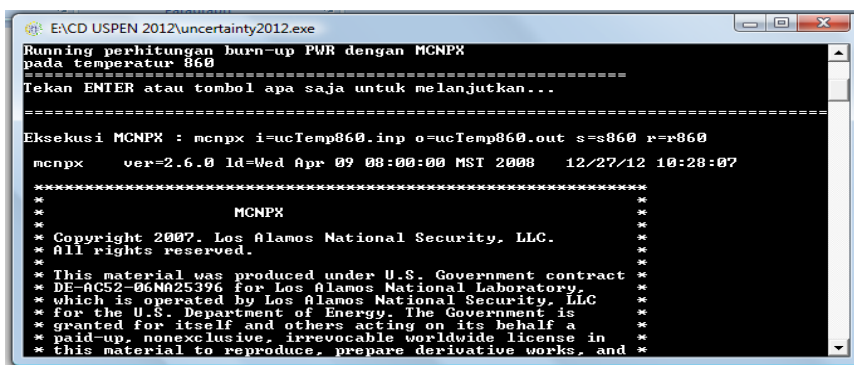 E:\CD USPEN 2012\uncertainty2012.exe
Running perhitungan burn-up PWR dengan MCNPX
pada temperatur 860
==============================================================
Tekan ENTER atau tombol apa saja untuk melanjutkan...
================================================================================
Eksekusi MCNPX : mcnpx i=ucTemp860.inp o=ucTemp860.out s=s860 r=r860
mcnpx ver=2.6.0 ld=Wed Apr 09 08:00:00 MST 2008 12/27/12 10:28:07
***************************************************************
* *
* MCNPX *
* *
* Copyright 2007. Los Alamos National Security, LLC. *
* All rights reserved. *
* *
* This material was produced under U.S. Government contract *
* DE-AC52-06NA25396 for Los Alamos National Laboratory, *
* which is operated by Los Alamos National Security, LLC *
* for the U.S. Department of Energy. The Government is *
* granted for itself and others acting on its behalf a *
* paid-up, nonexclusive, irrevocable worldwide license in *
* this material to reproduce, prepare derivative works, and *